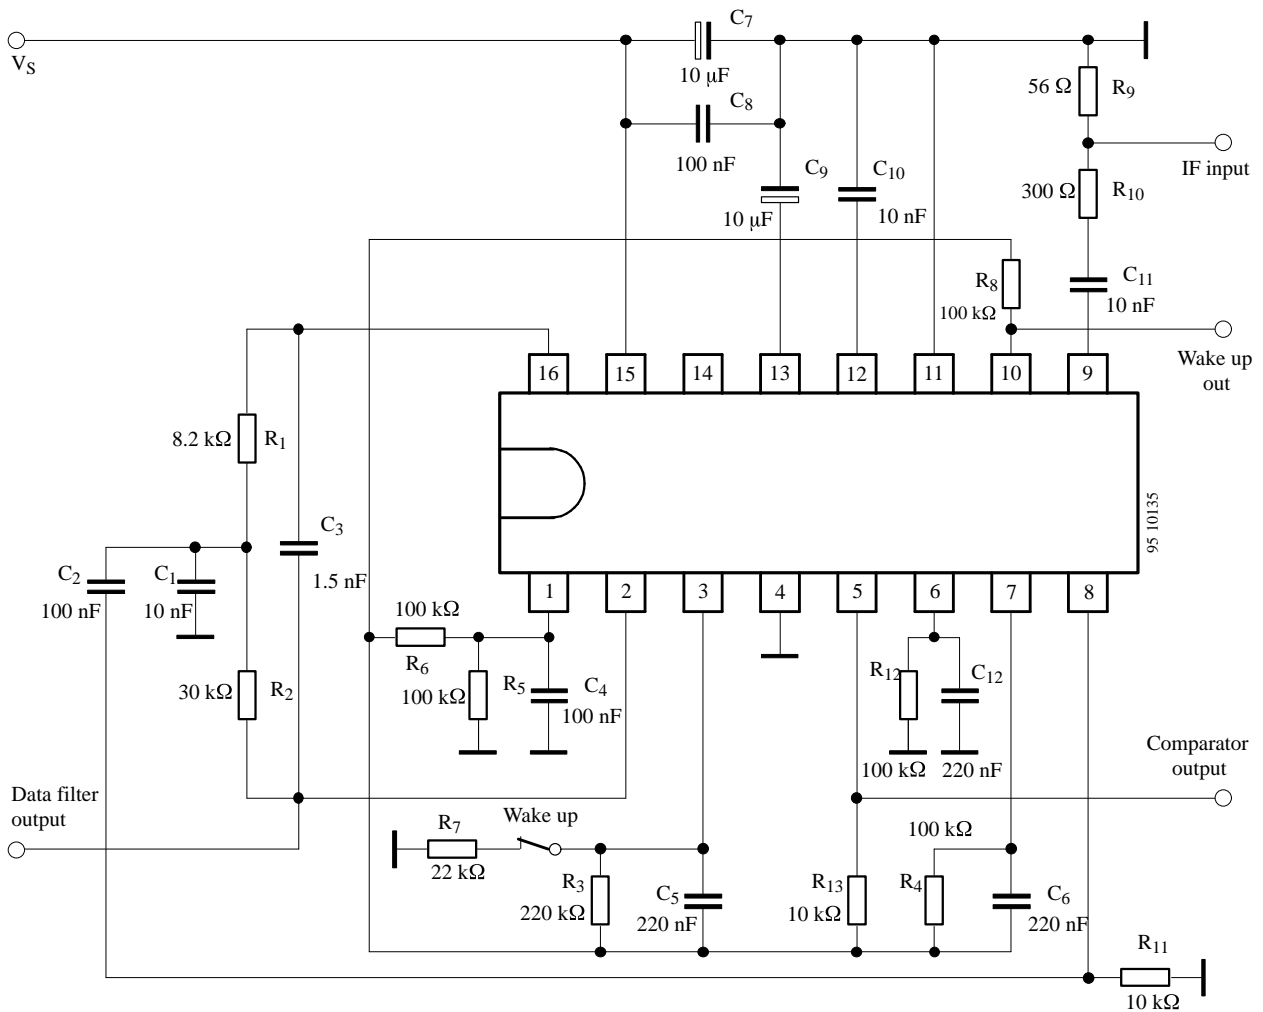 C7
VS
10 μF
C8
56 Ω
R9
100 nF
C9
C10
IF input
300 Ω
R10
10 μF
10 nF
R8
C11
100 kΩ
10 nF
Wake up
out
16
15
14
13
12
11
10
9
8.2 kΩ
R1
95 10135
C3
C2
C1
1.5 nF
100 nF
10 nF
1
2
3
4
5
6
7
8
100 kΩ
R6
R12
C12
30 kΩ
R2
100 kΩ
R5
C4
100 nF
Comparator
output
100 kΩ
220 nF
Data filter
output
Wake up
R7
100 kΩ
22 kΩ
R3
220 kΩ
C5
220 nF
R13
10 kΩ
R4
C6
220 nF
R11
10 kΩ